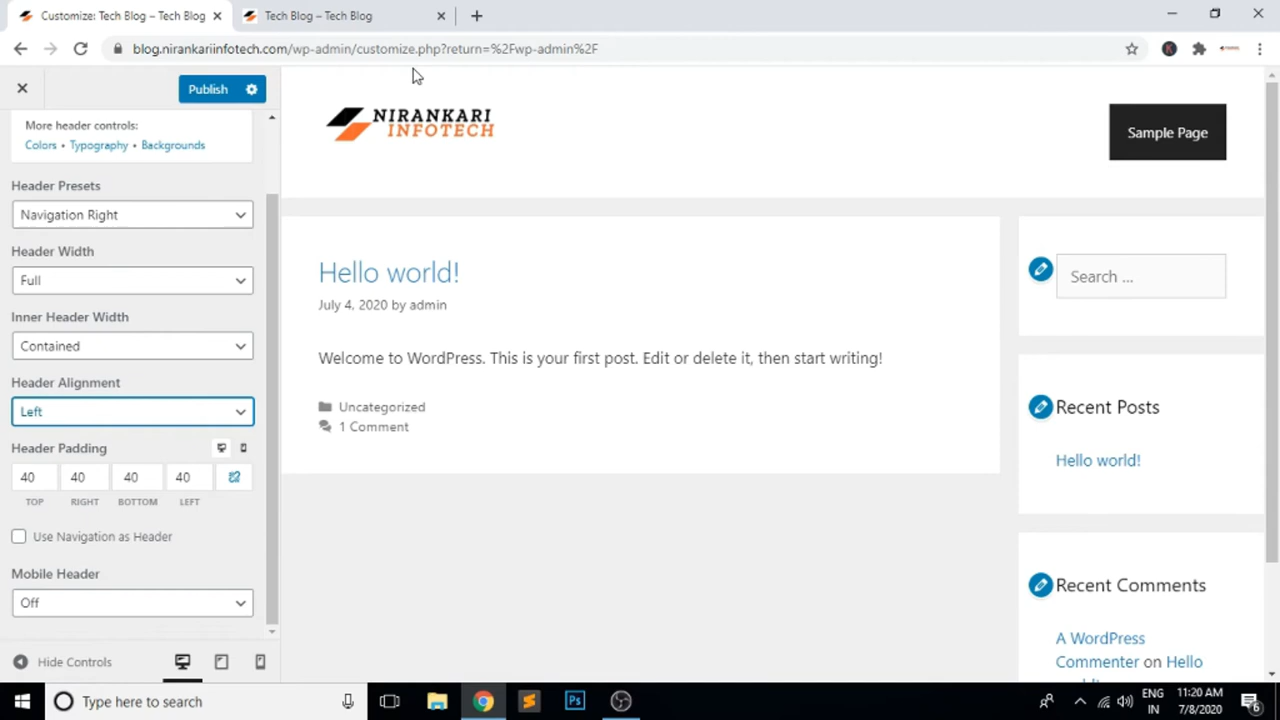 Customize: Tech Blog – Tech Blog
Tech Blog – Tech Blog
blog.nirankariinfotech.com/wp-admin/customize.php?return=%2Fwp-admin%2F
K
Publish
More header controls:
Colors • Typography • Backgrounds
Header Presets
Navigation Right
Header Width
Full
Inner Header Width
Contained
Header Alignment
Left
Header Padding
40 40 40 40
TOP RIGHT BOTTOM LEFT
Use Navigation as Header
Mobile Header
Off
Hide Controls
NIRANKARI
INFOTECH
Sample Page
Hello world!
July 4, 2020 by admin
Welcome to WordPress. This is your first post. Edit or delete it, then start writing!
Uncategorized
1 Comment
Search ...
Recent Posts
Hello world!
Recent Comments
A WordPress
Commenter on Hello
Type here to search
Ps
ENG
IN
11:20 AM
7/8/2020
6